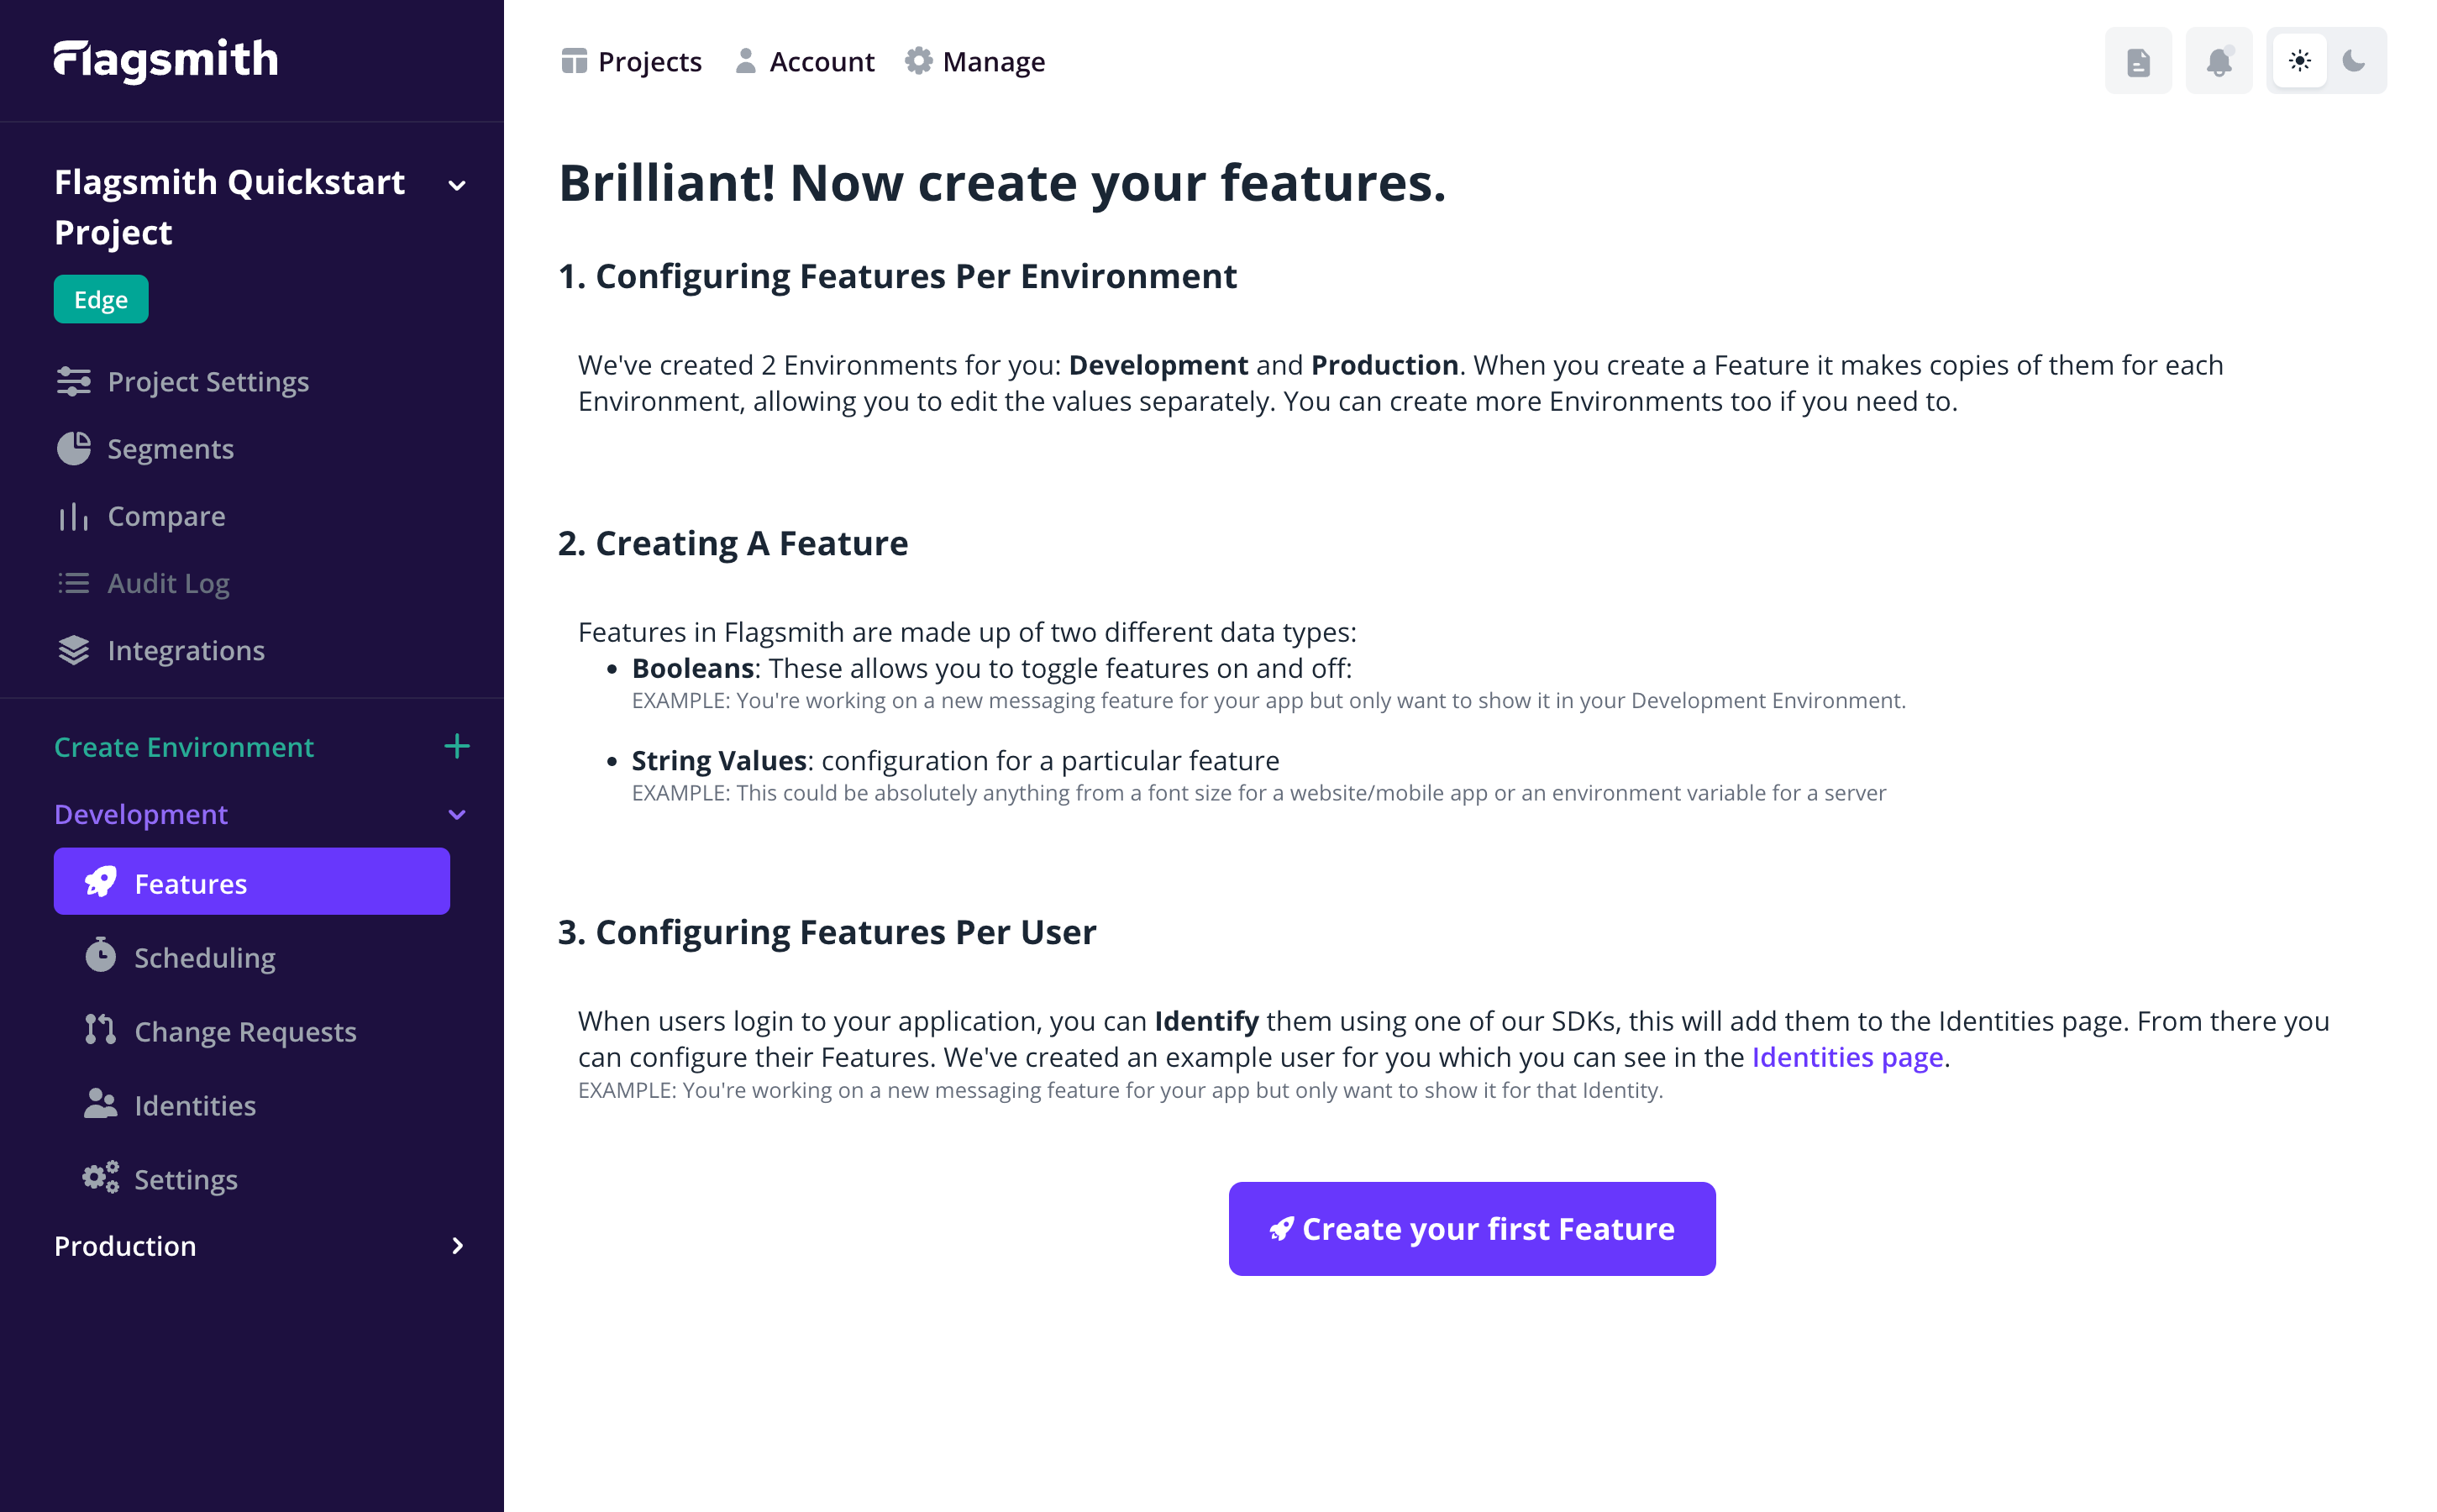 Flagsmith
Flagsmith Quickstart
Project
Edge
Project Settings
Segments
Compare
Audit Log
Integrations
Create Environment
Development
Features
Scheduling
Change Requests
Identities
Settings
Production
Projects
Account
Manage
Brilliant! Now create your features.
1. Configuring Features Per Environment
We've created 2 Environments for you: Development and Production. When you create a Feature it makes copies of them for each
Environment, allowing you to edit the values separately. You can create more Environments too if you need to.
2. Creating A Feature
Features in Flagsmith are made up of two different data types:
• Booleans: These allows you to toggle features on and off:
EXAMPLE: You're working on a new messaging feature for your app but only want to show it in your Development Environment.
• String Values: configuration for a particular feature
EXAMPLE: This could be absolutely anything from a font size for a website/mobile app or an environment variable for a server
3. Configuring Features Per User
When users login to your application, you can Identify them using one of our SDKs, this will add them to the Identities page. From there you
can configure their Features. We've created an example user for you which you can see in the Identities page.
EXAMPLE: You're working on a new messaging feature for your app but only want to show it for that Identity.
Create your first Feature